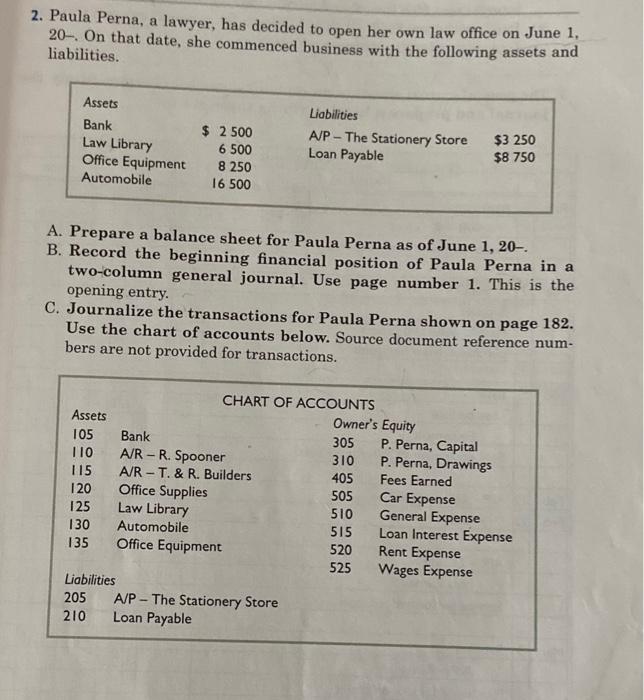 2. Paula Perna, a lawyer, has decided to open her own law office on June 1,
20–. On that date, she commenced business with the following assets and
liabilities.
Assets
Bank $ 2 500
Law Library 6 500
Office Equipment 8 250
Automobile 16 500
Liabilities
A/P – The Stationery Store $3 250
Loan Payable $8 750
A. Prepare a balance sheet for Paula Perna as of June 1, 20–.
B. Record the beginning financial position of Paula Perna in a
two-column general journal. Use page number 1. This is the
opening entry.
C. Journalize the transactions for Paula Perna shown on page 182.
Use the chart of accounts below. Source document reference num-
bers are not provided for transactions.
CHART OF ACCOUNTS
Assets
105 Bank
110 A/R – R. Spooner
115 A/R – T. & R. Builders
120 Office Supplies
125 Law Library
130 Automobile
135 Office Equipment
Liabilities
205 A/P – The Stationery Store
210 Loan Payable
Owner's Equity
305 P. Perna, Capital
310 P. Perna, Drawings
405 Fees Earned
505 Car Expense
510 General Expense
515 Loan Interest Expense
520 Rent Expense
525 Wages Expense